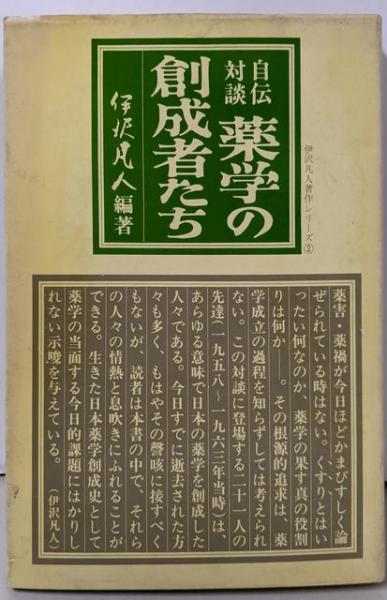 自伝対談
薬学の
創成者たち
伊沢凡人編著
伊沢凡人著作シリーズ②
薬害・薬禍が今日ほどかまびすしく論
ぜられている時はない。くすりとはい
ったい何なのか、薬学の果す真の役割
りは何か――。その根源的追求は、薬
学成立の過程を知らずしては考えられ
ない。この対談に登場する二十一人の
先達（一九五八～一九六三年当時）は、
あらゆる意味で日本の薬学を創成した
人々である。今日すでに逝去された方
々も多く、もはやその謦咳に接すべく
もないが、読者は本書の中で、それら
の人々の情熱と息吹きにふれることが
できる。生きた日本薬学創成史として
薬学の当面する今日的課題にはかりし
れない示唆を与えている。
（伊沢凡人）